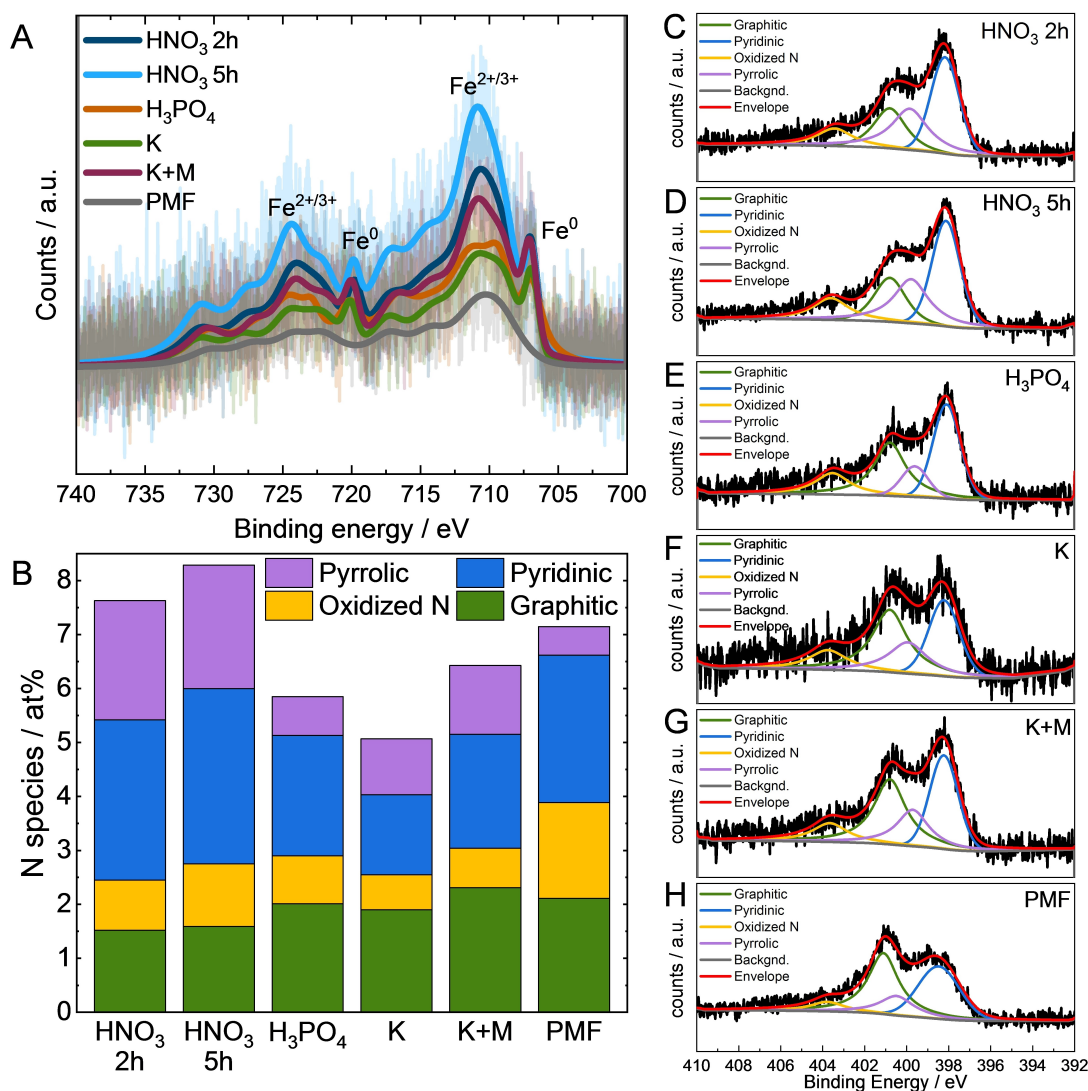 A
HNO₃ 2h
HNO₃ 5h
H₃PO₄
K
K+M
PMF
Fe²⁺/³⁺
Fe²⁺/³⁺
Fe⁰
Fe⁰
Counts / a.u.
740 735 730 725 720 715 710 705 700
Binding energy / eV
B
Pyrrolic Pyridinic
Oxidized N Graphitic
N species / at%
8
7
6
5
4
3
2
1
0
HNO₃ 2h
HNO₃ 5h
H₃PO₄
K
K+M
PMF
C
HNO₃ 2h
Graphitic
Pyridinic
Oxidized N
Pyrrolic
Backgnd.
Envelope
counts / a.u.
D
HNO₃ 5h
Graphitic
Pyridinic
Oxidized N
Pyrrolic
Backgnd.
Envelope
counts / a.u.
E
H₃PO₄
Graphitic
Pyridinic
Oxidized N
Pyrrolic
Backgnd.
Envelope
counts / a.u.
F
K
Graphitic
Pyridinic
Oxidized N
Pyrrolic
Backgnd.
Envelope
counts / a.u.
G
K+M
Graphitic
Pyridinic
Oxidized N
Pyrrolic
Backgnd.
Envelope
counts / a.u.
H
PMF
Graphitic
Pyridinic
Oxidized N
Pyrrolic
Backgnd.
Envelope
counts / a.u.
410 408 406 404 402 400 398 396 394 392
Binding Energy / eV